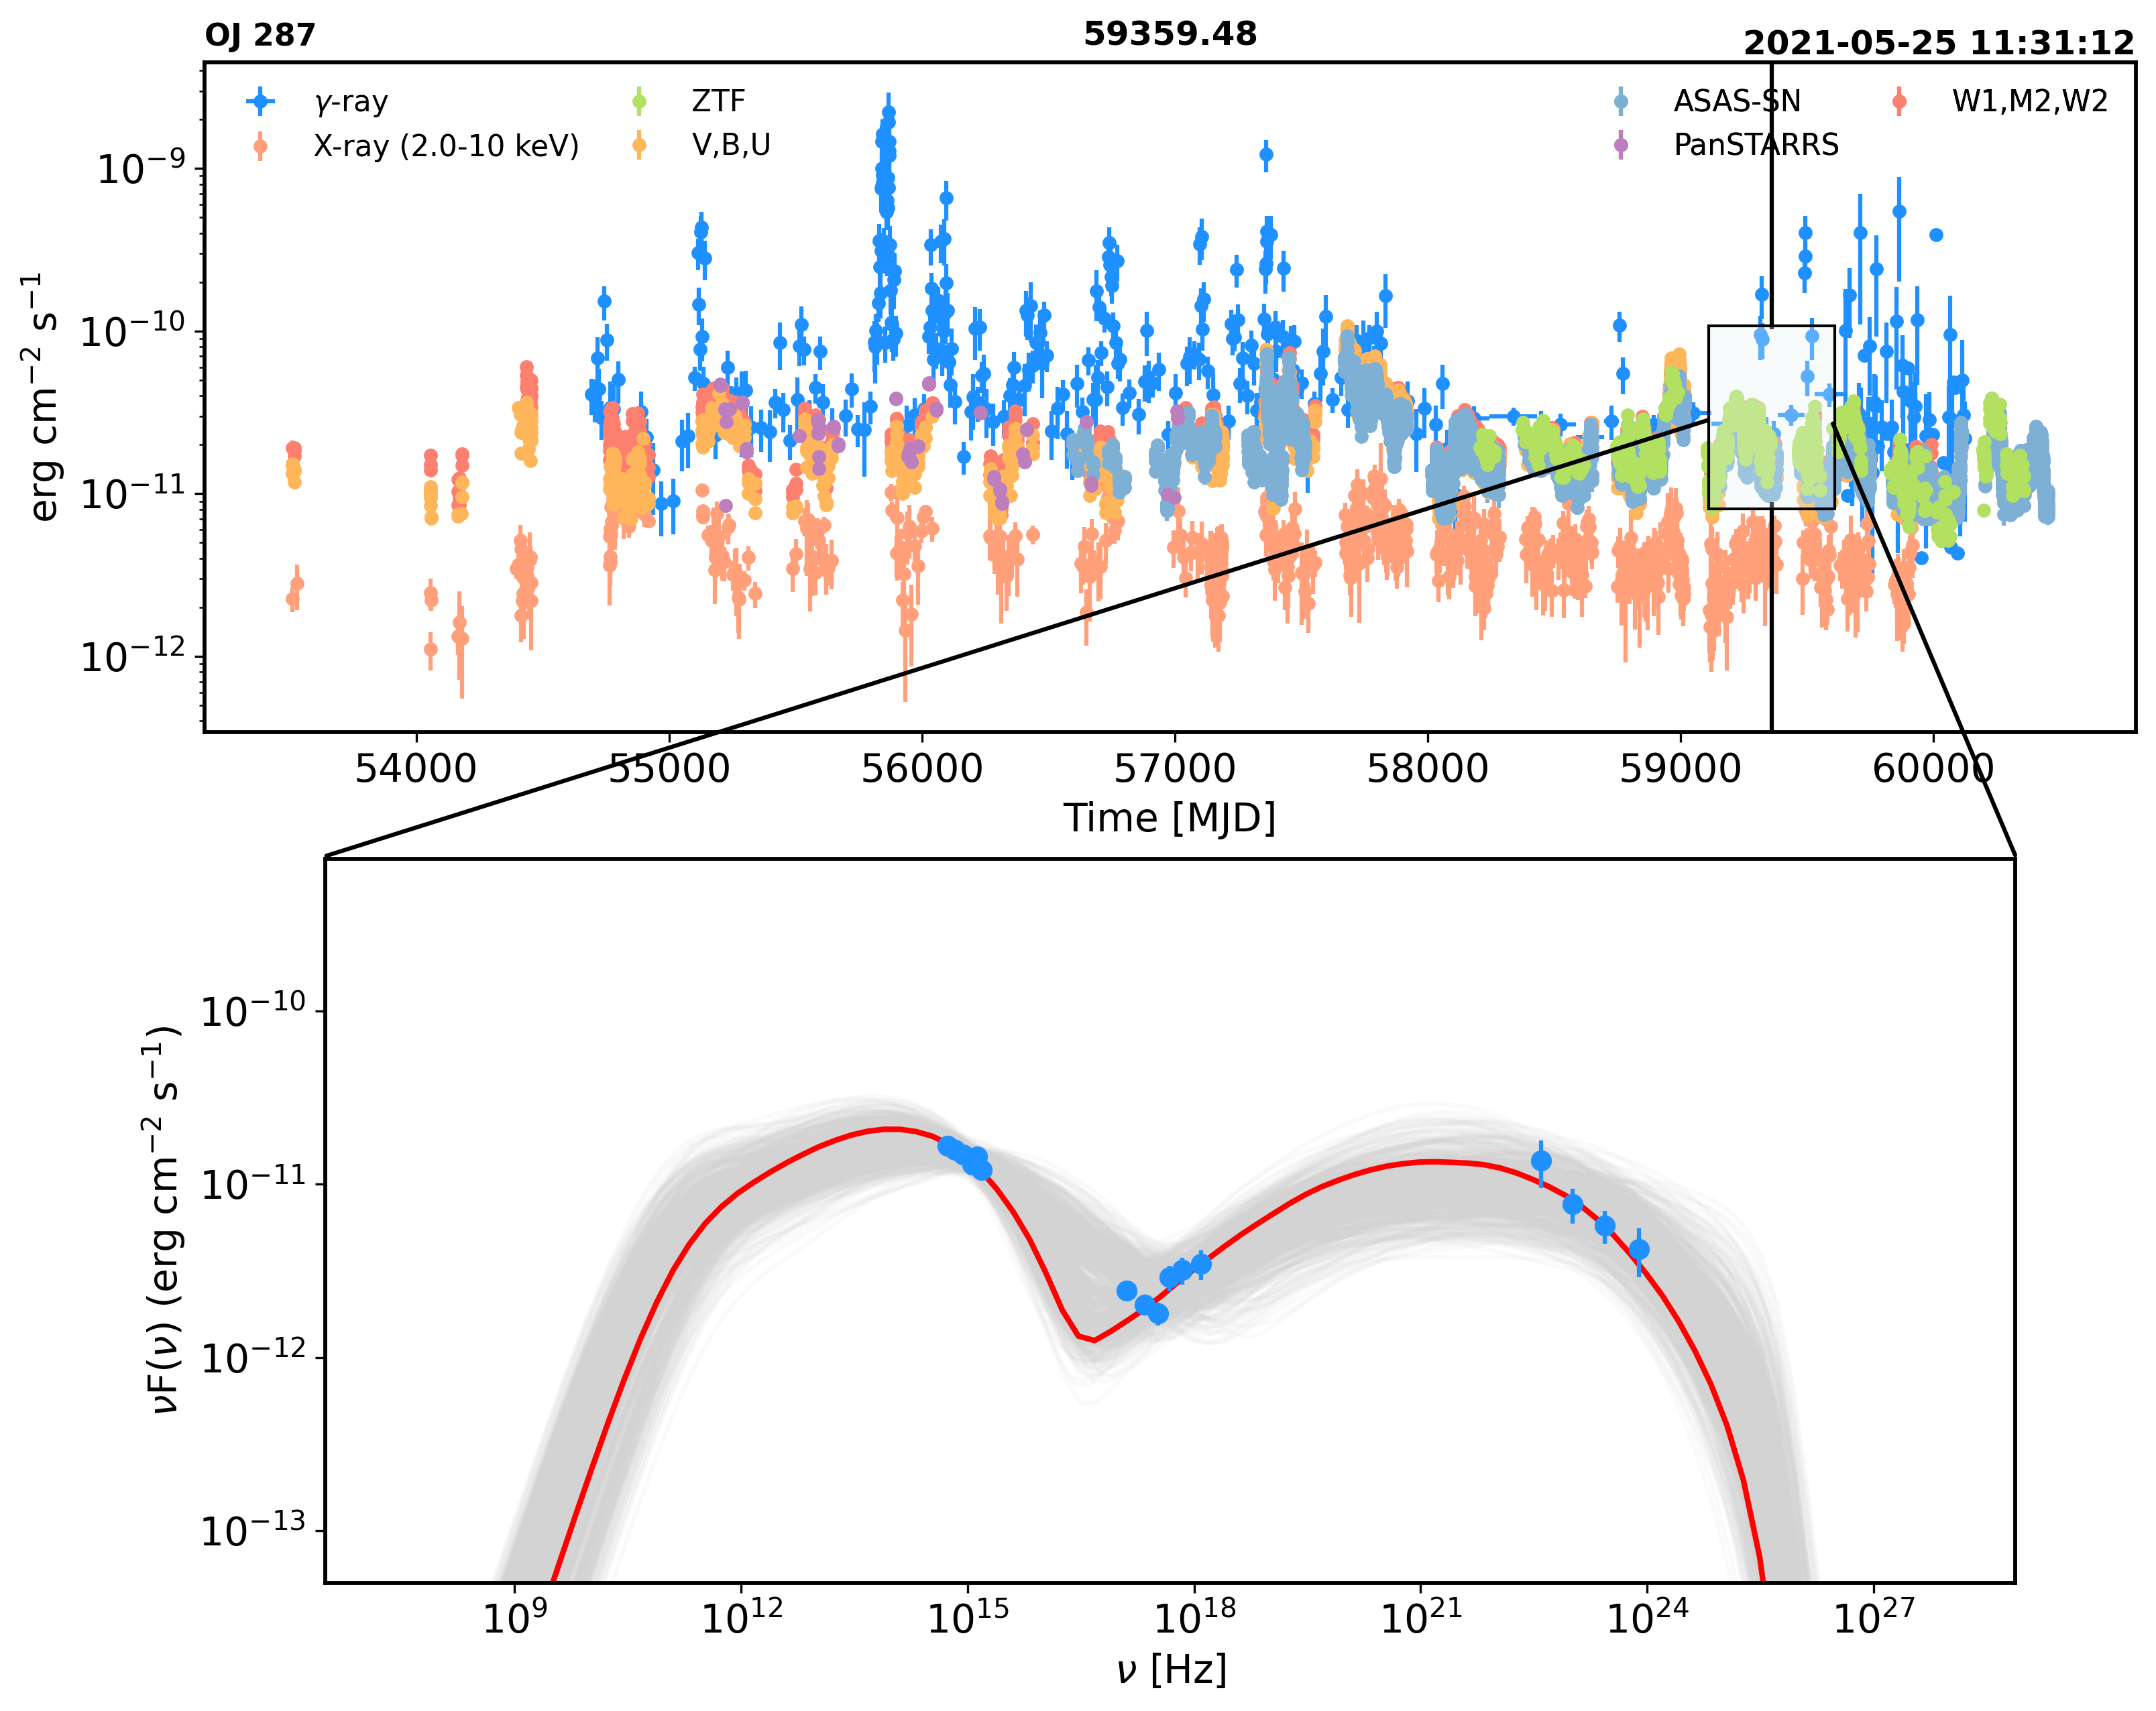 OJ 287 59359.48 2021-05-25 11:31:12
γ-ray ZTF ASAS-SN W1,M2,W2
X-ray (2.0-10 keV) V,B,U PanSTARRS
erg cm⁻² s⁻¹
10⁻⁹
10⁻¹⁰
10⁻¹¹
10⁻¹²
54000 55000 56000 57000 58000 59000 60000
Time [MJD]
νF(ν) (erg cm⁻² s⁻¹)
10⁻¹⁰
10⁻¹¹
10⁻¹²
10⁻¹³
10⁹ 10¹² 10¹⁵ 10¹⁸ 10²¹ 10²⁴ 10²⁷
ν [Hz]